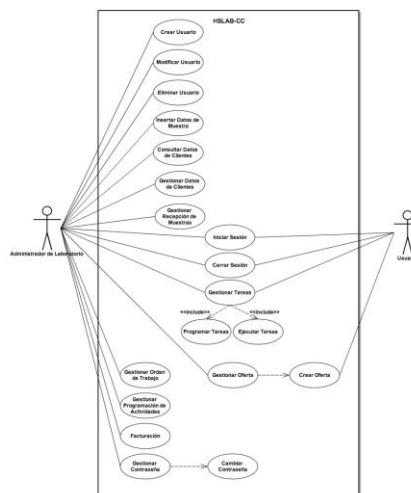 HSLAB-CC
Crear Usuario
Modificar Usuario
Eliminar Usuario
Insertar Datos de
Muestro
Consultar Datos
de Clientes
Gestionar Datos
de Clientes
Gestionar
Recepción de
Muestras
Iniciar Sesión
Administrador de Laboratorio
Usua
Cerrar Sesión
Gestionar Tareas
<<include>>
<<include>>
Programar Tareas
Ejecutar Tareas
Gestionar Orden
de Trabajo
Gestionar Oferta
Crear Oferta
Gestionar
Programación de
Actividades
Facturación
Gestionar
Contraseña
Cambiar
Contraseña